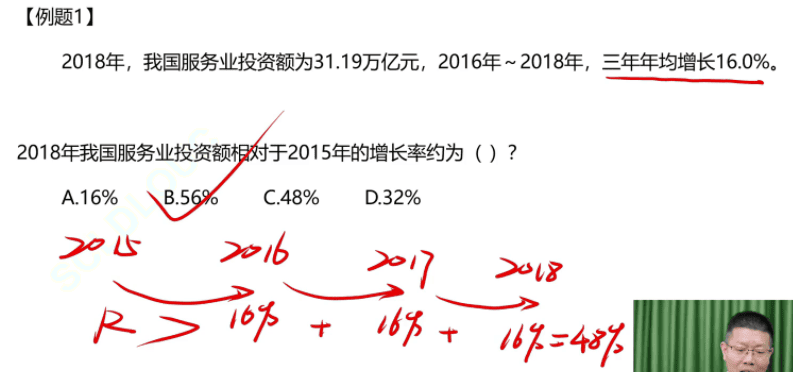 【例题1】
2018年，我国服务业投资额为31.19万亿元，2016年～2018年，三年年均增长16.0%。
2018年我国服务业投资额相对于2015年的增长率约为（ ）？
A.16% B.56% C.48% D.32%
2015 2016 2017 2018
R > 16% + 16% + 16% = 48%